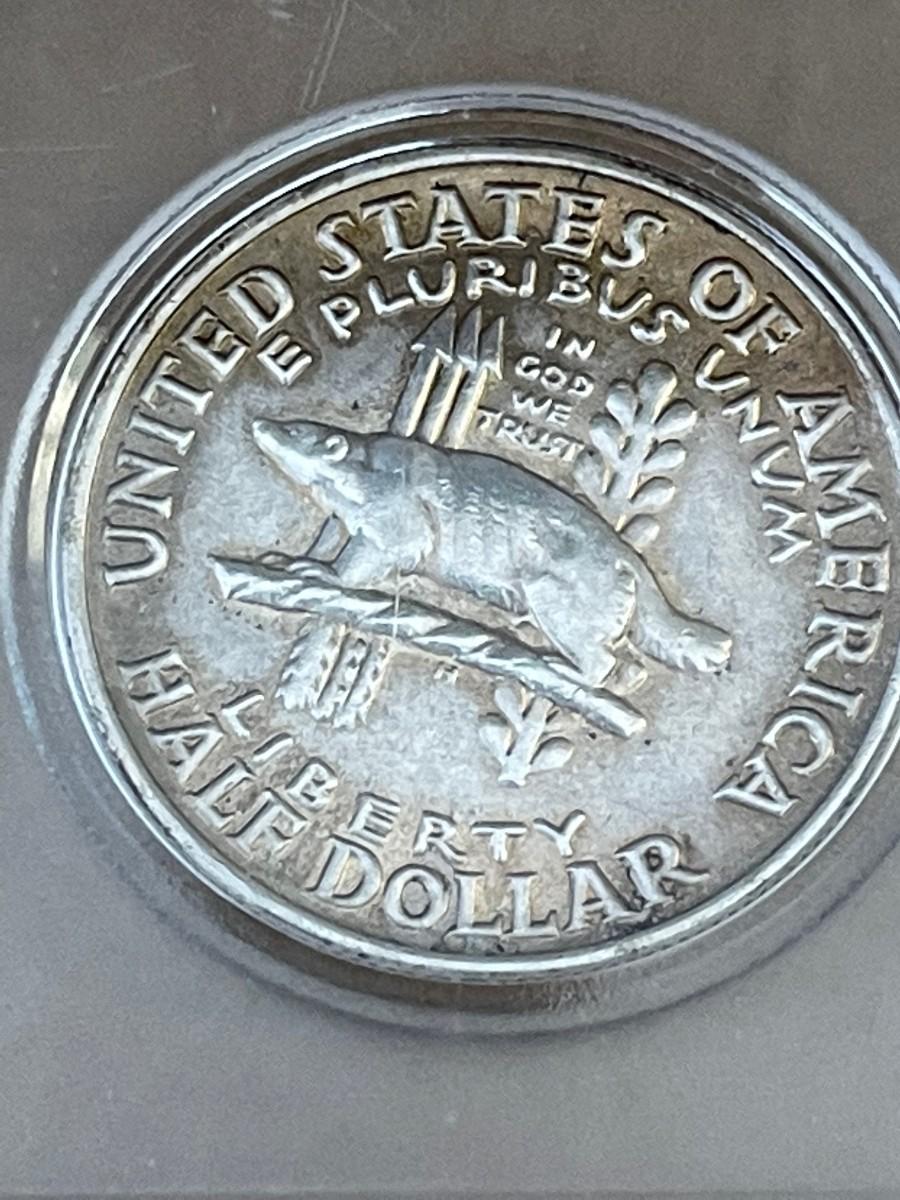 UNITED STATES OF AMERICA
E PLURIBUS UNUM
IN
GOD
WE
TRUST
LIBERTY
HALF DOLLAR